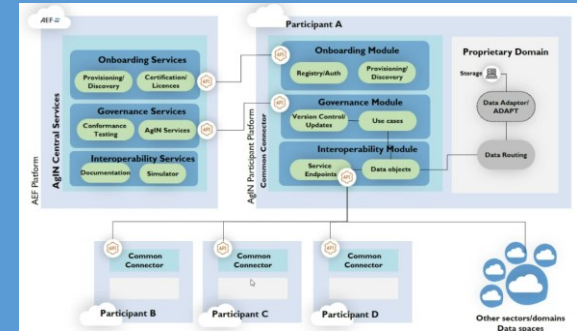 AEF
Participant A
Onboarding Services
Provisioning/
Discovery
Certification/
Licences
API
Governance Services
Conformance
Testing
AgIN Services
API
Interoperability Services
Documentation
Simulator
AgIN Central Services
AEF Platform
AgIN Participant Platform
Common Connector
API
Onboarding Module
Registry/Auth
Provisioning/
Discovery
API
Governance Module
Version Control/
Updates
Use cases
Interoperability Module
Service
Endpoints
Data objects
API
Proprietary Domain
Storage
Data Adaptor/
ADAPT
Data Routing
API
Common
Connector
Participant B
API
Common
Connector
Participant C
API
Common
Connector
Participant D
Other sectors/domains
Data spaces